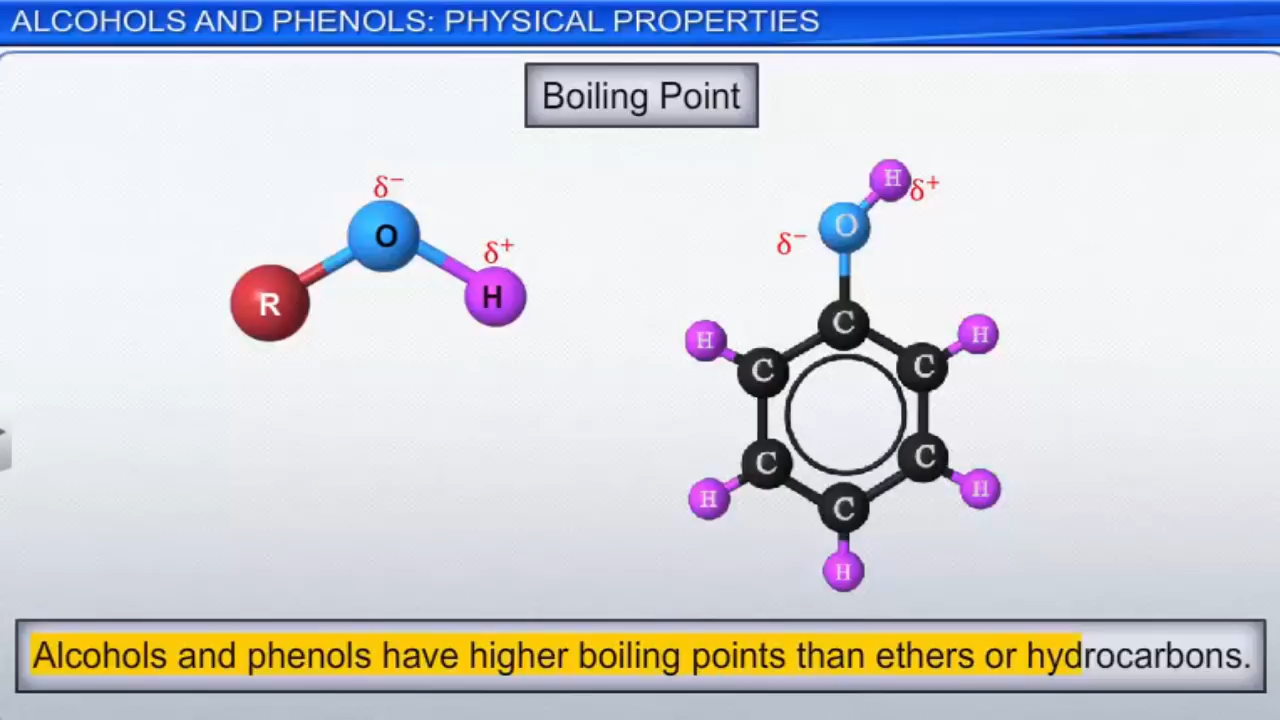 ALCOHOLS AND PHENOLS: PHYSICAL PROPERTIES
Boiling Point
δ⁻
O
δ⁺
R
H
H
δ⁺
O
δ⁻
C
H
H
C
C
C
C
H
H
C
H
Alcohols and phenols have higher boiling points than ethers or hydrocarbons.